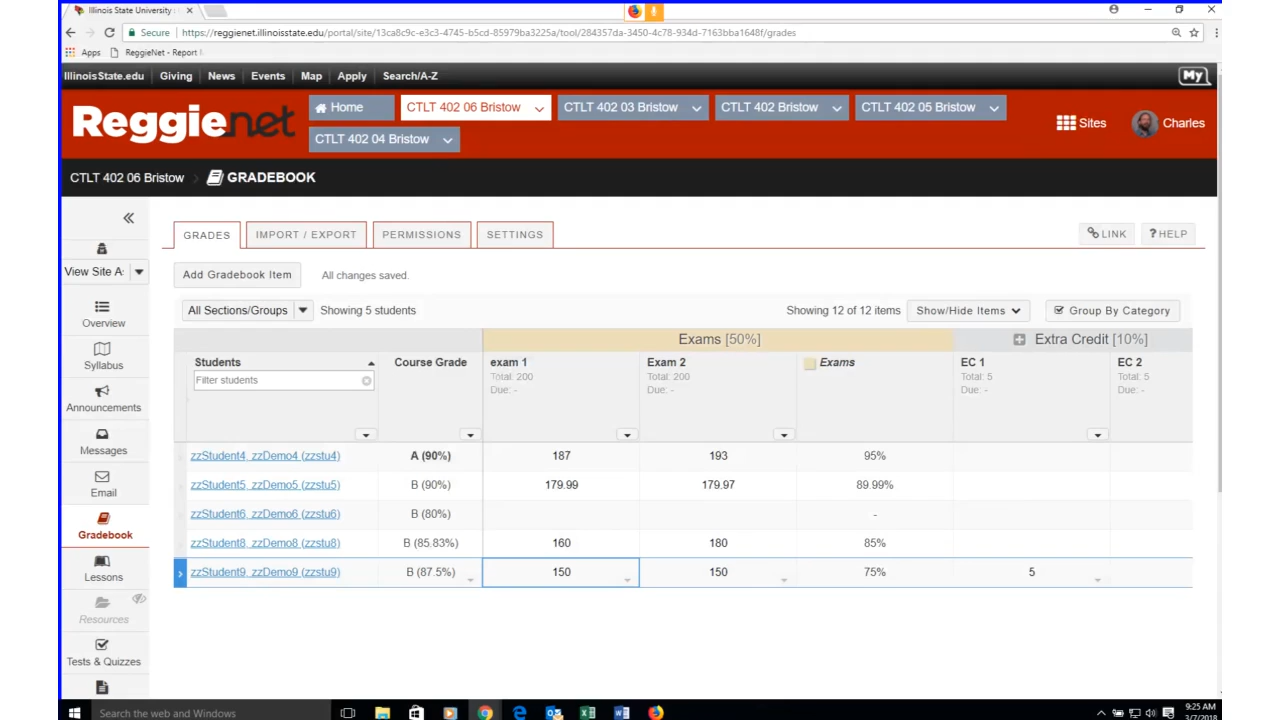 Illinois State University :
Secure https://reggienet.illinoisstate.edu/portal/site/13ca8c9c-e3c3-4745-b5cd-85979ba3225a/tool/284357da-3450-4c78-934d-7163bba1648f/grades
Apps ReggieNet - Report
IllinoisState.edu Giving News Events Map Apply Search/A-Z My
Reggienet Home CTLT 402 06 Bristow CTLT 402 03 Bristow CTLT 402 Bristow CTLT 402 05 Bristow
CTLT 402 04 Bristow
Sites Charles
CTLT 402 06 Bristow GRADEBOOK
GRADES IMPORT / EXPORT PERMISSIONS SETTINGS LINK ? HELP
View Site A:
Add Gradebook Item All changes saved.
All Sections/Groups Showing 5 students Showing 12 of 12 items Show/Hide Items Group By Category
Exams [50%] Extra Credit [10%]
Students Course Grade exam 1 Exam 2 Exams EC 1 EC 2
Filter students Total: 200 Total: 200 Total: 5 Total: 5
Due: - Due: - Due: - Due: -
zzStudent4, zzDemo4 (zzstu4) A (90%) 187 193 95%
zzStudent5, zzDemo5 (zzstu5) B (90%) 179.99 179.97 89.99%
zzStudent6, zzDemo6 (zzstu6) B (80%) -
zzStudent8, zzDemo8 (zzstu8) B (85.83%) 160 180 85%
zzStudent9, zzDemo9 (zzstu9) B (87.5%) 150 150 75% 5
Overview
Syllabus
Announcements
Messages
Email
Gradebook
Lessons
Resources
Tests & Quizzes
Search the web and Windows
9:25 AM